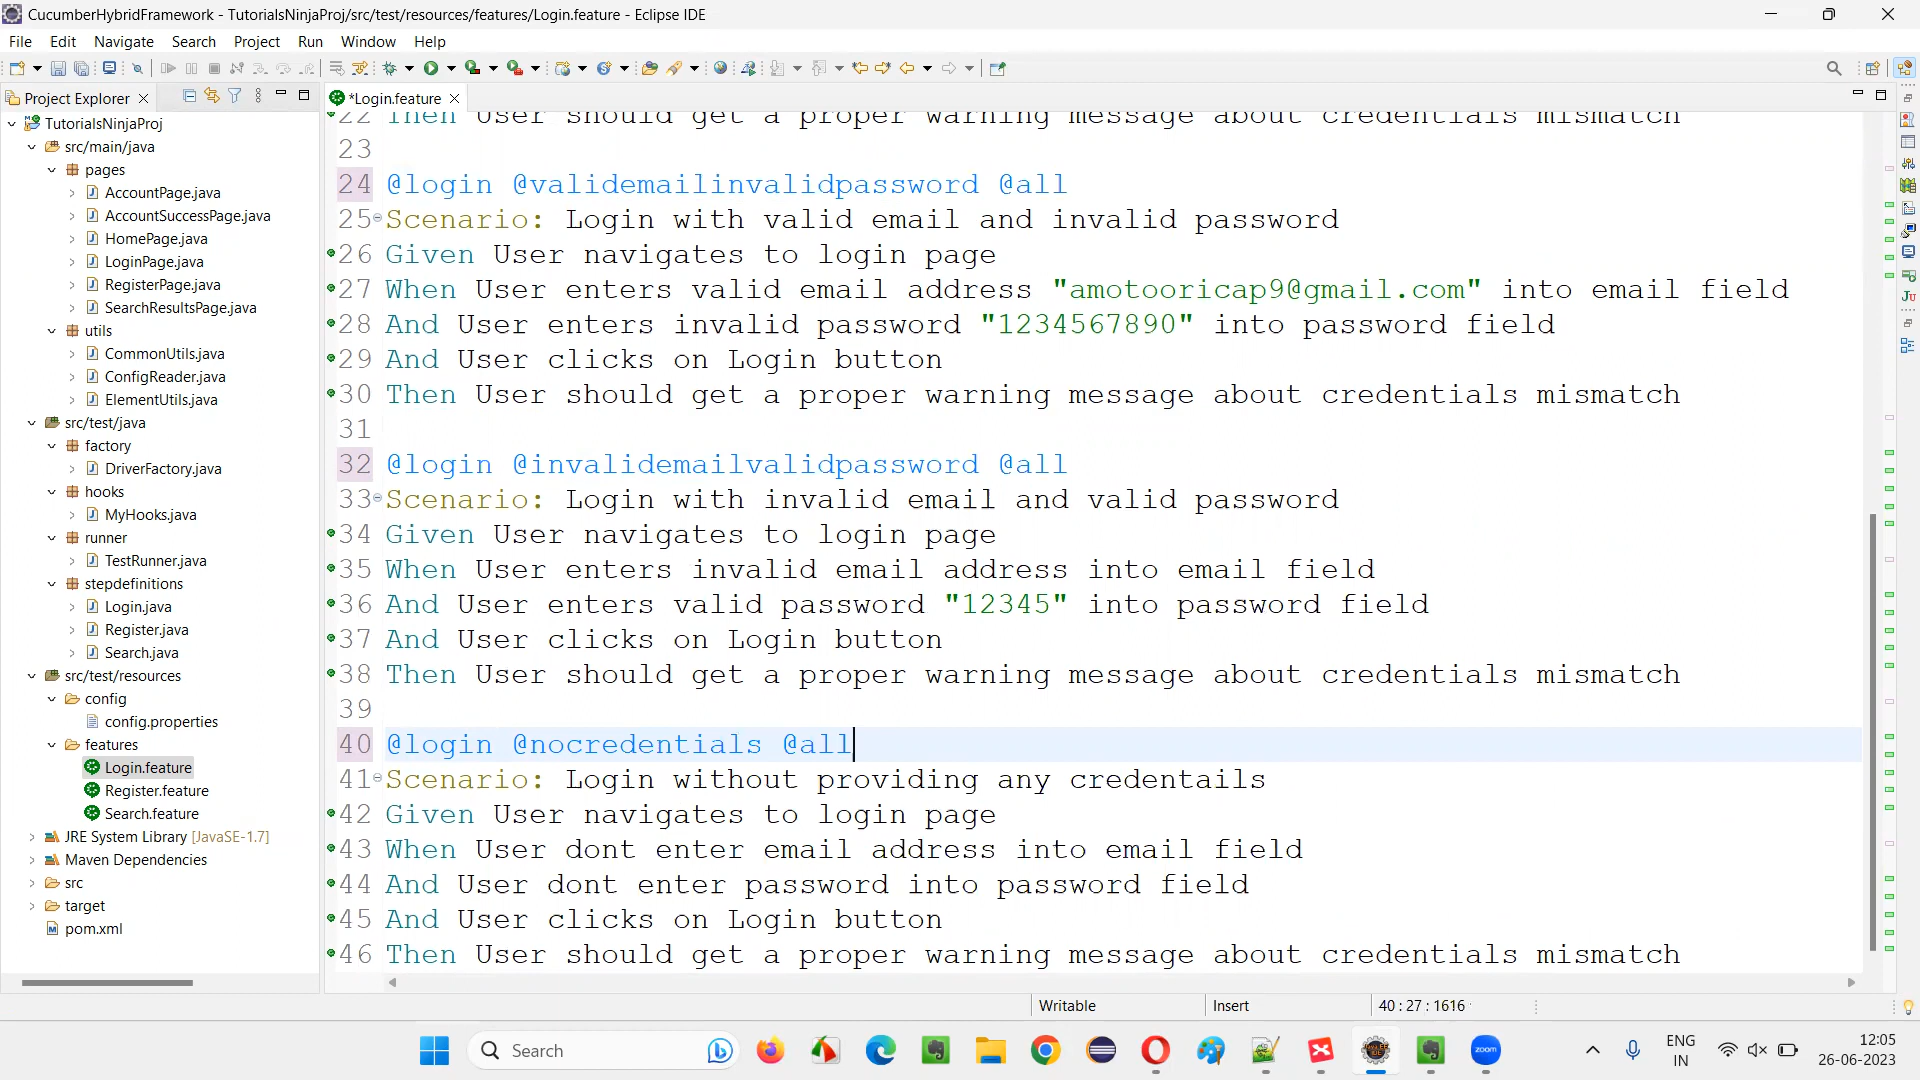 CucumberHybridFramework - TutorialsNinjaProj/src/test/resources/features/Login.feature - Eclipse IDE
File Edit Navigate Search Project Run Window Help
Project Explorer
TutorialsNinjaProj
src/main/java
pages
AccountPage.java
AccountSuccessPage.java
HomePage.java
LoginPage.java
RegisterPage.java
SearchResultsPage.java
utils
CommonUtils.java
ConfigReader.java
ElementUtils.java
src/test/java
factory
DriverFactory.java
hooks
MyHooks.java
runner
TestRunner.java
stepdefinitions
Login.java
Register.java
Search.java
src/test/resources
config
config.properties
features
Login.feature
Register.feature
Search.feature
JRE System Library [JavaSE-1.7]
Maven Dependencies
src
target
pom.xml
*Login.feature
22 Then User should get a proper warning message about credentials mismatch
23
24 @login @validemailinvalidpassword @all
25 Scenario: Login with valid email and invalid password
26 Given User navigates to login page
27 When User enters valid email address "amotooricap9@gmail.com" into email field
28 And User enters invalid password "1234567890" into password field
29 And User clicks on Login button
30 Then User should get a proper warning message about credentials mismatch
31
32 @login @invalidemailvalidpassword @all
33 Scenario: Login with invalid email and valid password
34 Given User navigates to login page
35 When User enters invalid email address into email field
36 And User enters valid password "12345" into password field
37 And User clicks on Login button
38 Then User should get a proper warning message about credentials mismatch
39
40 @login @nocredentials @all
41 Scenario: Login without providing any credentails
42 Given User navigates to login page
43 When User dont enter email address into email field
44 And User dont enter password into password field
45 And User clicks on Login button
46 Then User should get a proper warning message about credentials mismatch
Writable Insert 40 : 27 : 1616
Search
zoom
ENG
IN
12:05
26-06-2023